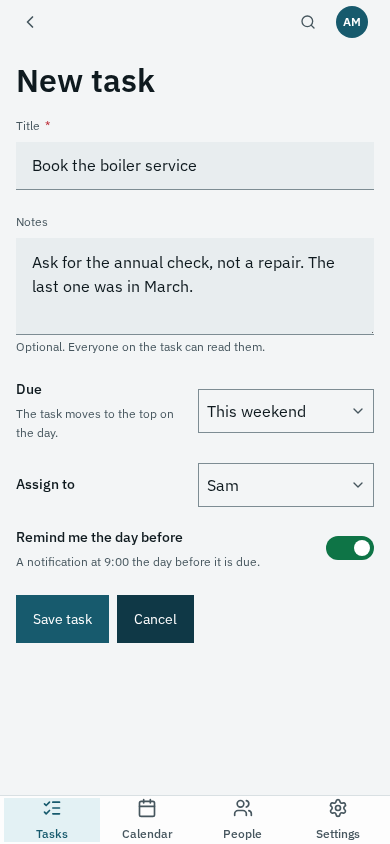 AM
New task
Title *
Book the boiler service
Notes
Ask for the annual check, not a repair. The
last one was in March.
Optional. Everyone on the task can read them.
Due
The task moves to the top on
the day.
This weekend
Assign to
Sam
Remind me the day before
A notification at 9:00 the day before it is due.
Save task
Cancel
Tasks
Calendar
People
Settings